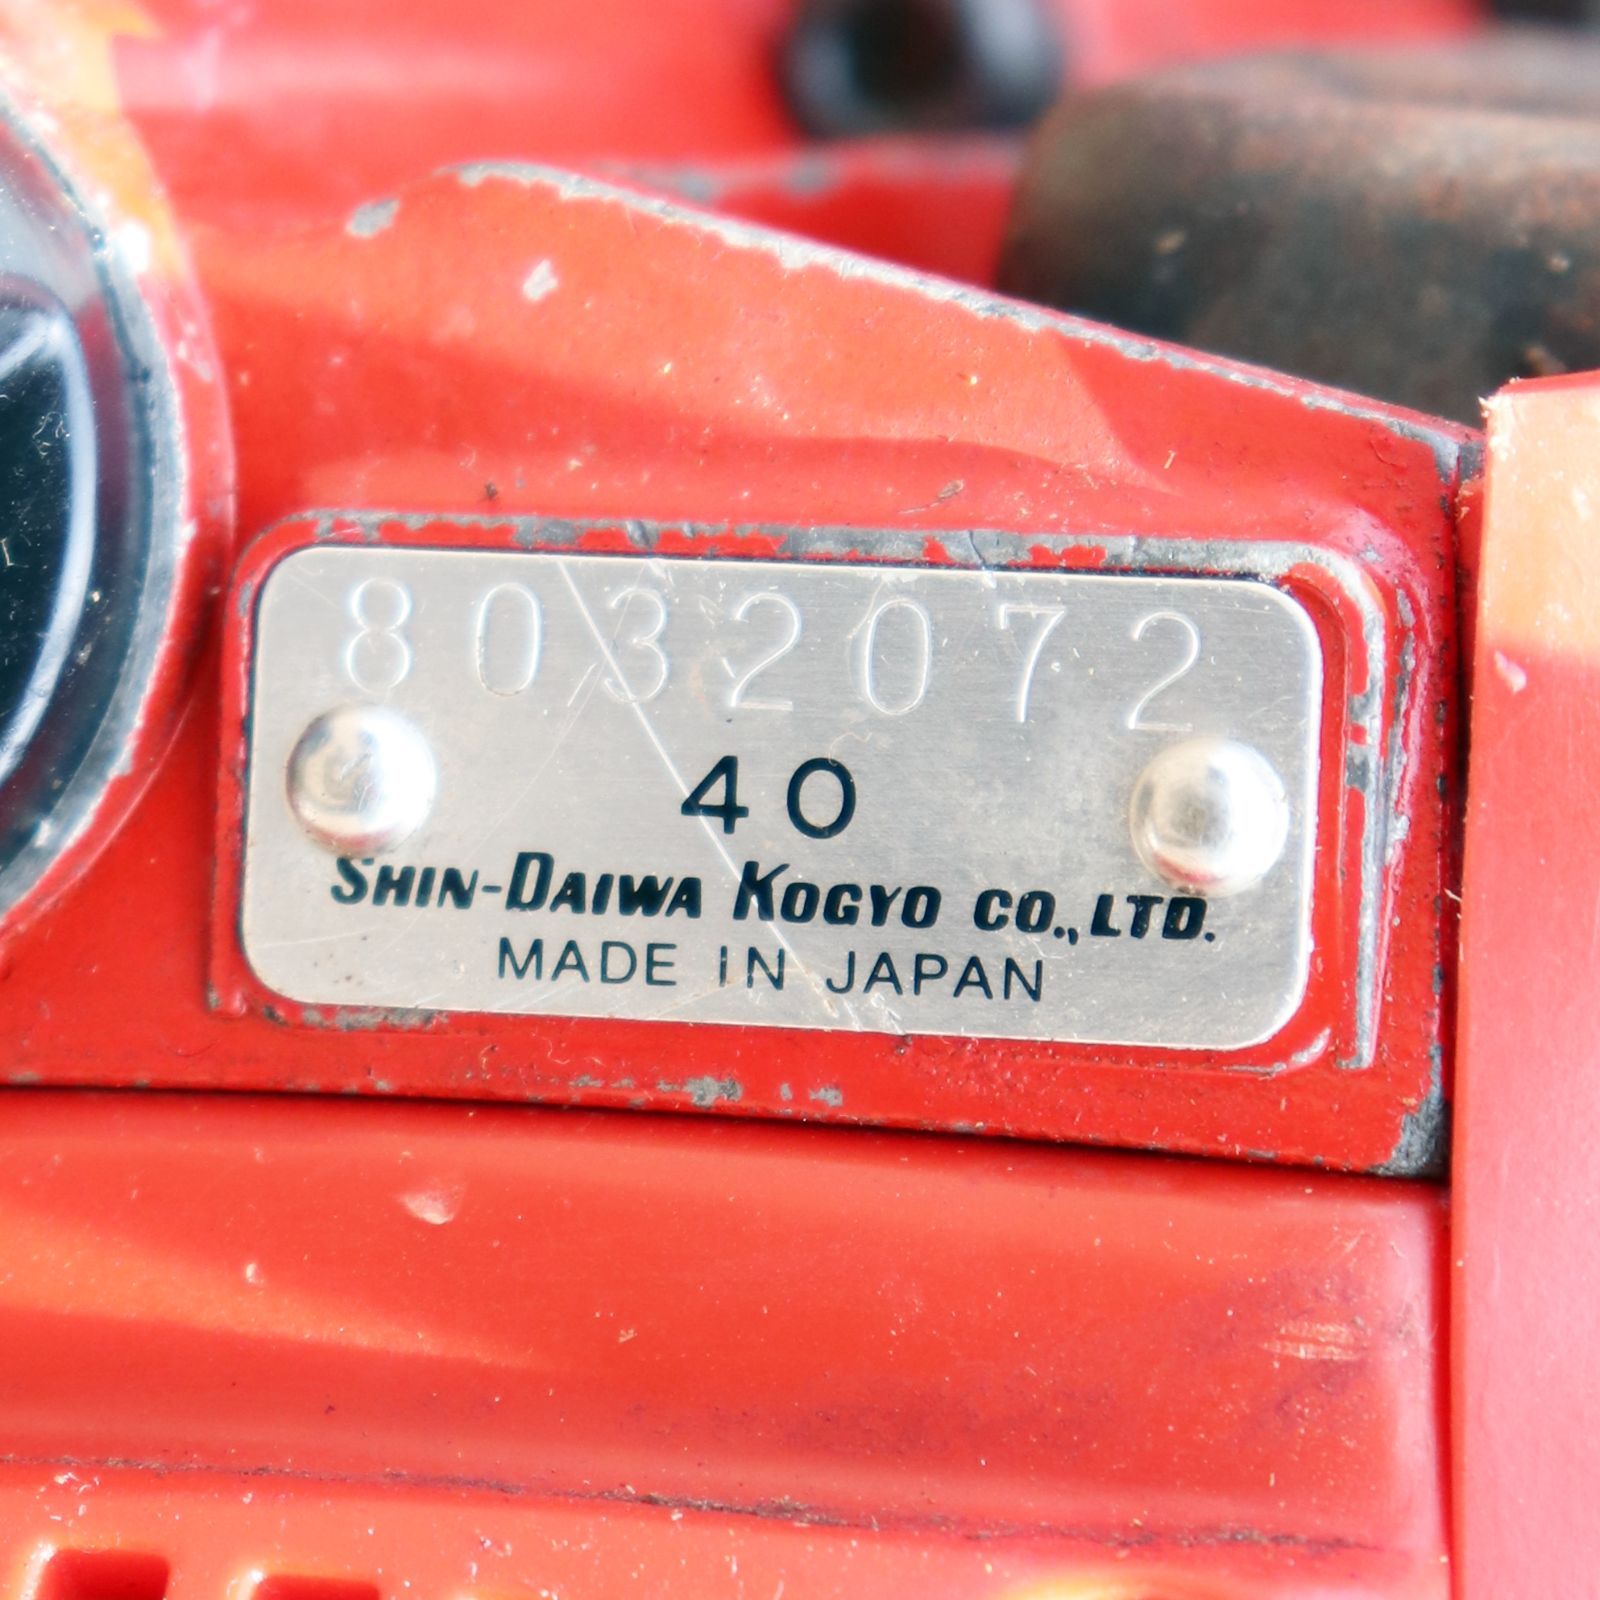 8032072
40
SHIN-DAIWA KOGYO CO., LTD.
MADE IN JAPAN